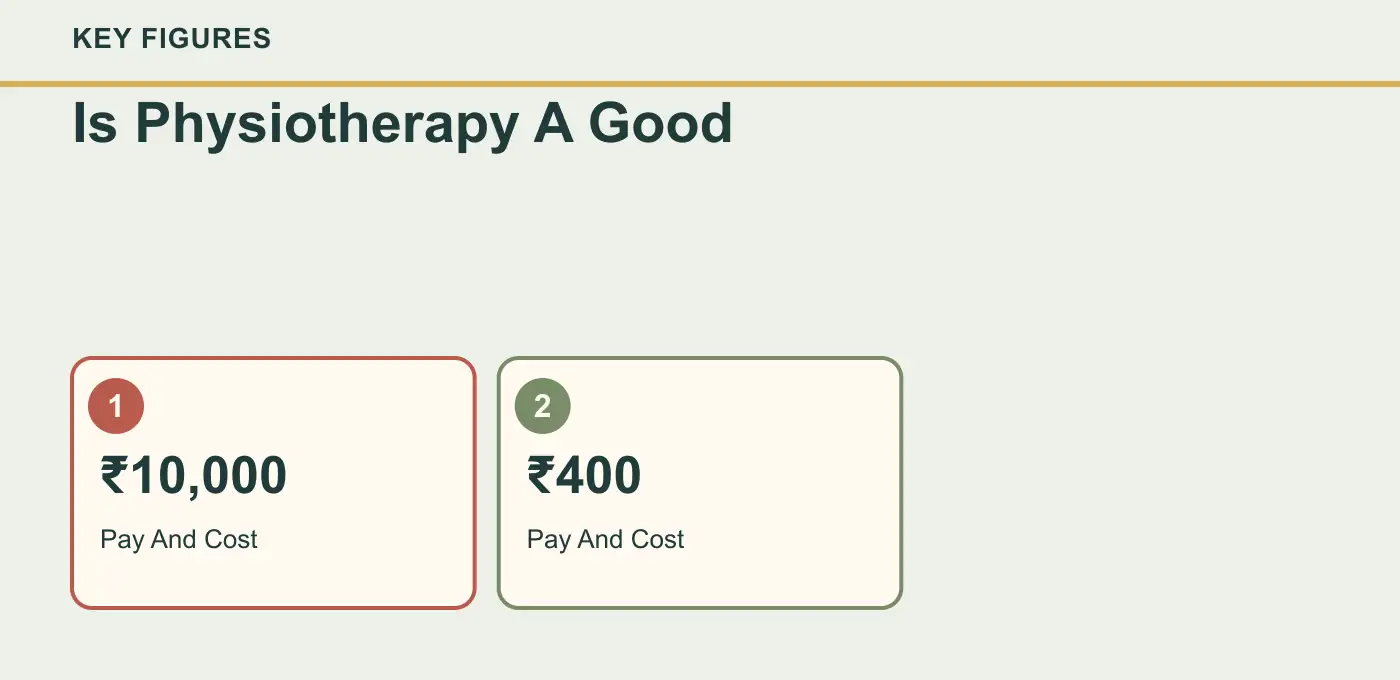 KEY FIGURES
Is Physiotherapy A Good
1
₹10,000
Pay And Cost
2
₹400
Pay And Cost